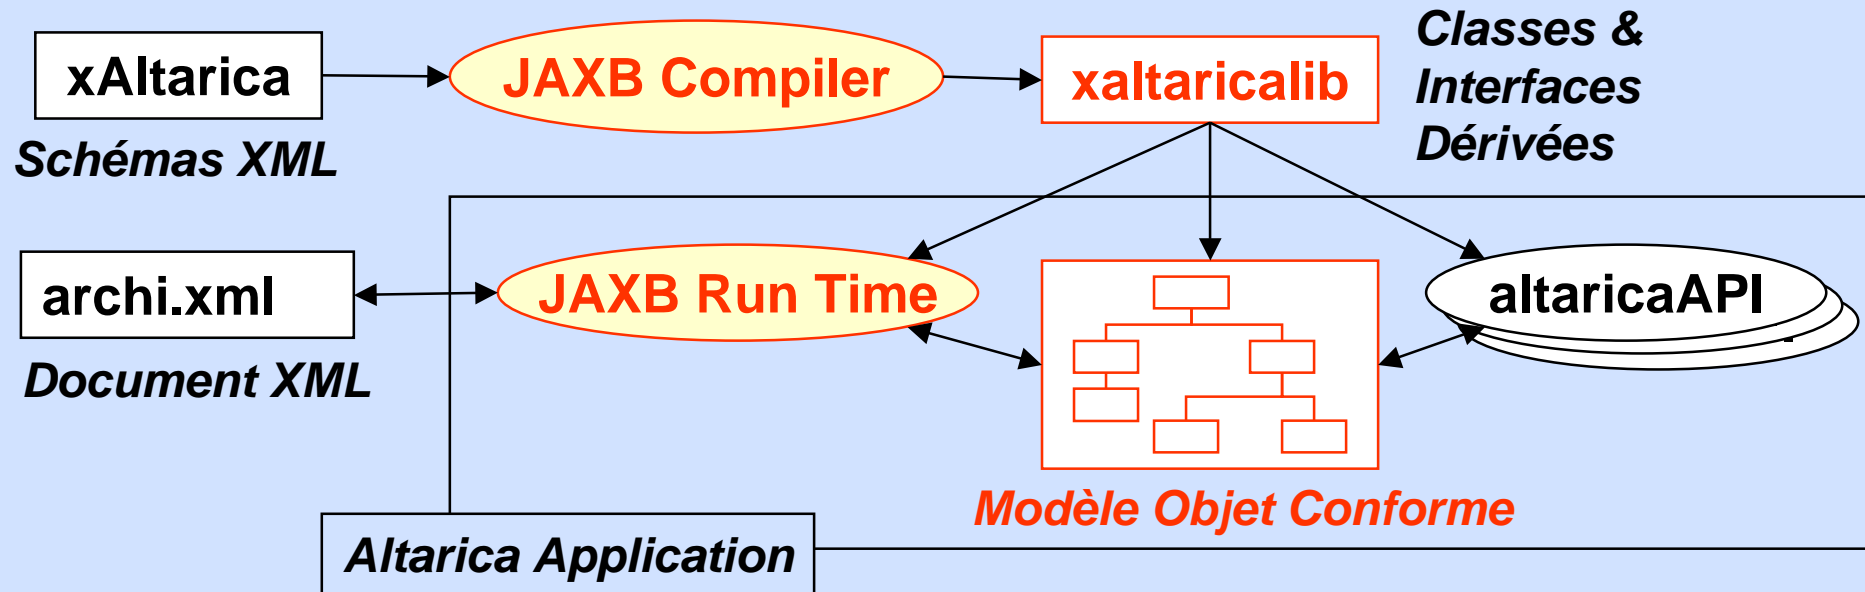 xAltarica
JAXB Compiler
xaltaricalib
Classes &
Interfaces
Dérivées
Schémas XML
archi.xml
JAXB Run Time
altaricaAPI
Document XML
Modèle Objet Conforme
Altarica Application